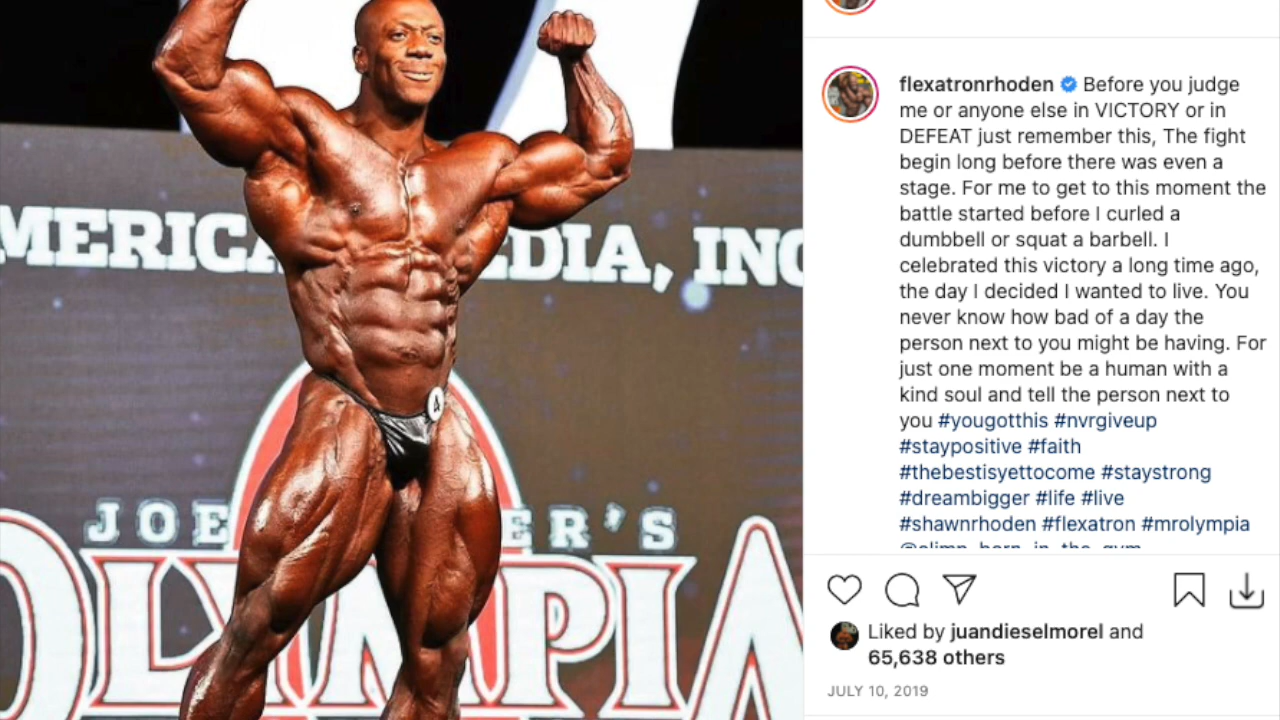 MERICA EDIA, INC
4
JOE ER'S
OLYMPIA
flexatronrhoden Before you judge
me or anyone else in VICTORY or in
DEFEAT just remember this, The fight
begin long before there was even a
stage. For me to get to this moment the
battle started before I curled a
dumbbell or squat a barbell. I
celebrated this victory a long time ago,
the day I decided I wanted to live. You
never know how bad of a day the
person next to you might be having. For
just one moment be a human with a
kind soul and tell the person next to
you #yougotthis #nvrgiveup
#staypositive #faith
#thebestisyettocome #staystrong
#dreambigger #life #live
#shawnrhoden #flexatron #mrolympia
Liked by juandieselmorel and
65,638 others
JULY 10, 2019